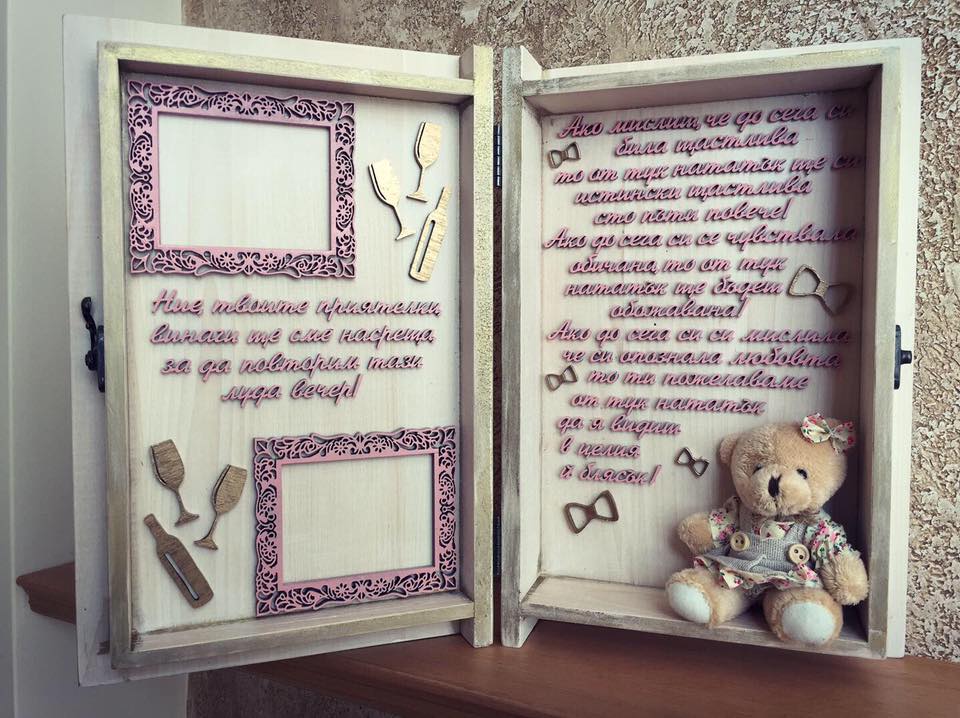 Ние, твоите приятелки,
винаги ще сме насреща,
за да повторим тази
луда вечер!
Ако мислиш, че до сега си
била щастлива
то от тук нататък ще си
истински щастлива
сто пъти повече!
Ако до сега си се чувствала
обичана, то от тук
нататък ще бъдеш
обожавана!
Ако до сега си си мислила
че си опознала любовта
то ти пожелаваме
от тук нататък
да я видиш
в целия
й блясък!